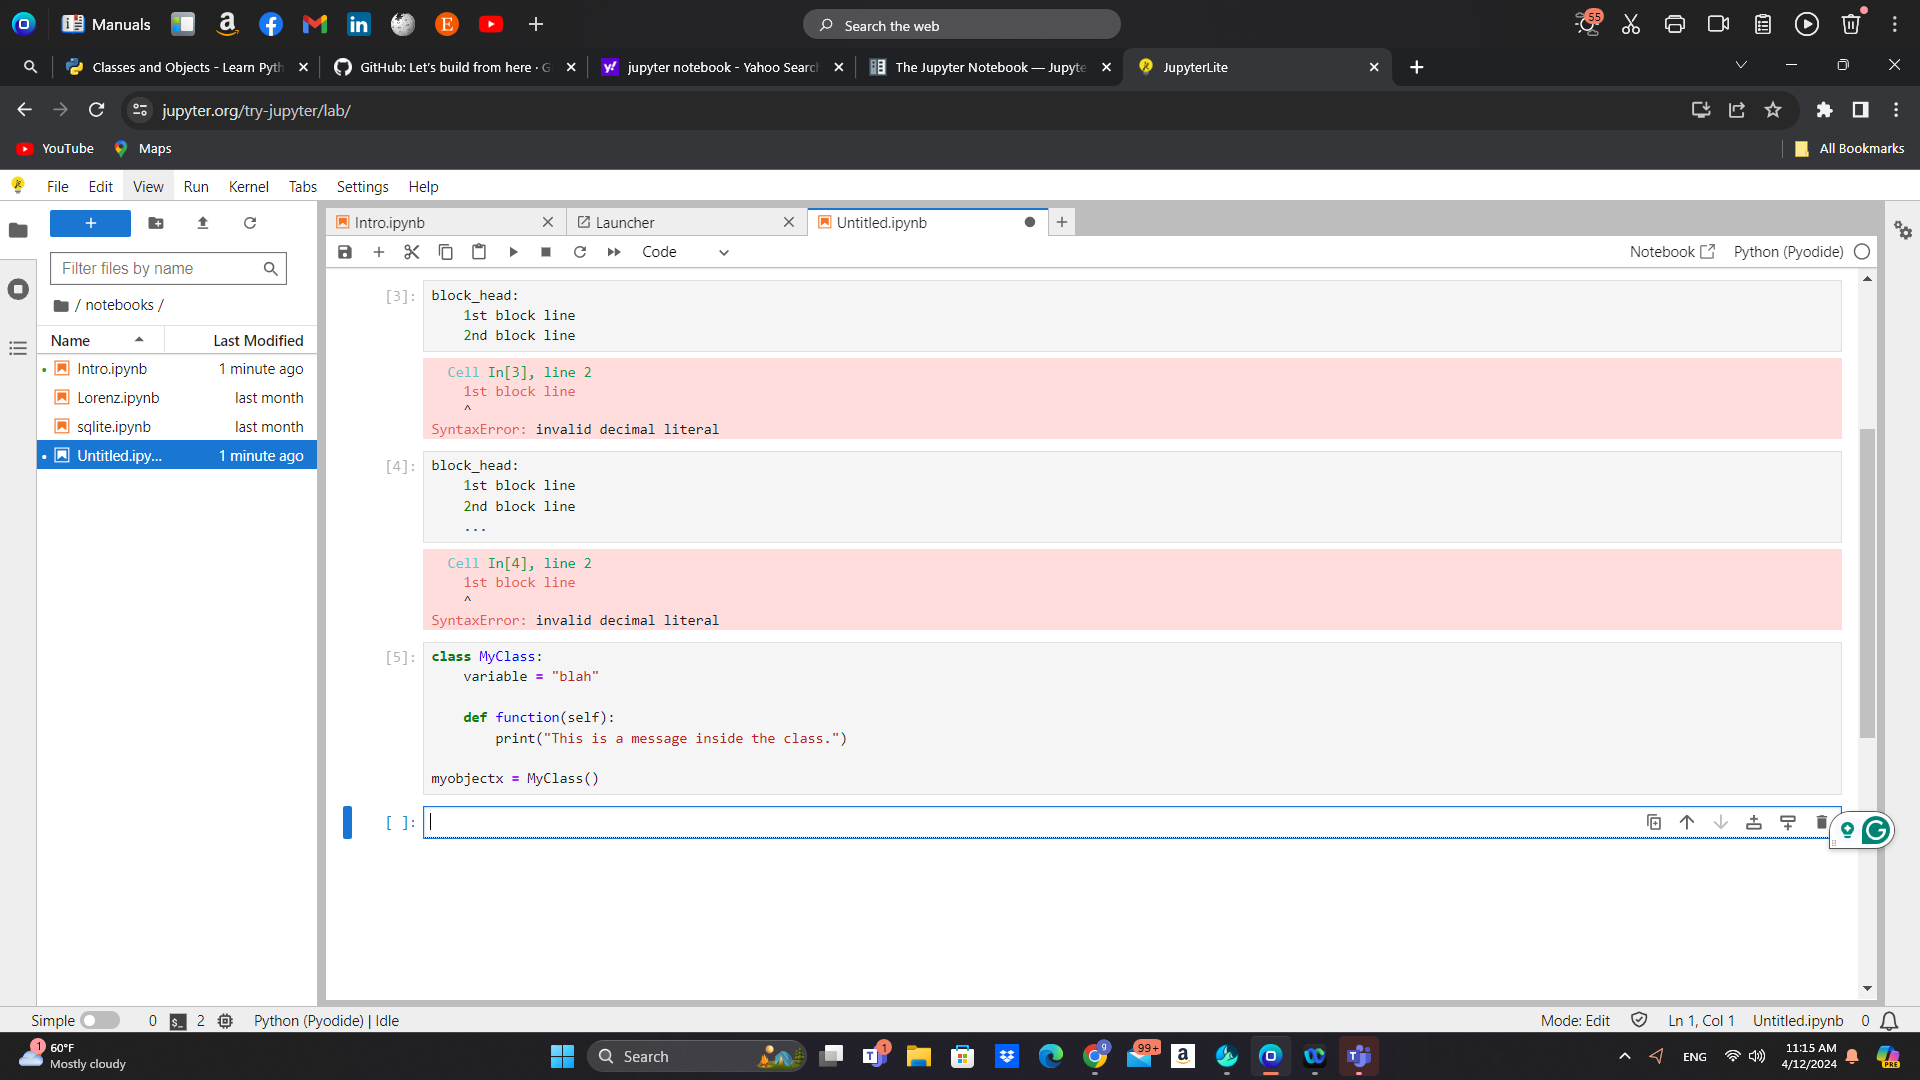 Manuals
Search the web
55
Classes and Objects - Learn Pyth
GitHub: Let's build from here · G
jupyter notebook - Yahoo Search
The Jupyter Notebook — Jupyte
JupyterLite
jupyter.org/try-jupyter/lab/
YouTube
Maps
All Bookmarks
File Edit View Run Kernel Tabs Settings Help
Intro.ipynb
Launcher
Untitled.ipynb
Code
Notebook
Python (Pyodide)
Filter files by name
/ notebooks /
Name Last Modified
Intro.ipynb 1 minute ago
Lorenz.ipynb last month
sqlite.ipynb last month
Untitled.ipy... 1 minute ago
[3]: block_head:
1st block line
2nd block line
Cell In[3], line 2
1st block line
^
SyntaxError: invalid decimal literal
[4]: block_head:
1st block line
2nd block line
...
Cell In[4], line 2
1st block line
^
SyntaxError: invalid decimal literal
[5]: class MyClass:
variable = "blah"
def function(self):
print("This is a message inside the class.")
myobjectx = MyClass()
[ ]:
Simple 0 2 Python (Pyodide) | Idle
Mode: Edit Ln 1, Col 1 Untitled.ipynb 0
1 60°F
Mostly cloudy
Search
1
9
99+
ENG
11:15 AM
4/12/2024
PRE